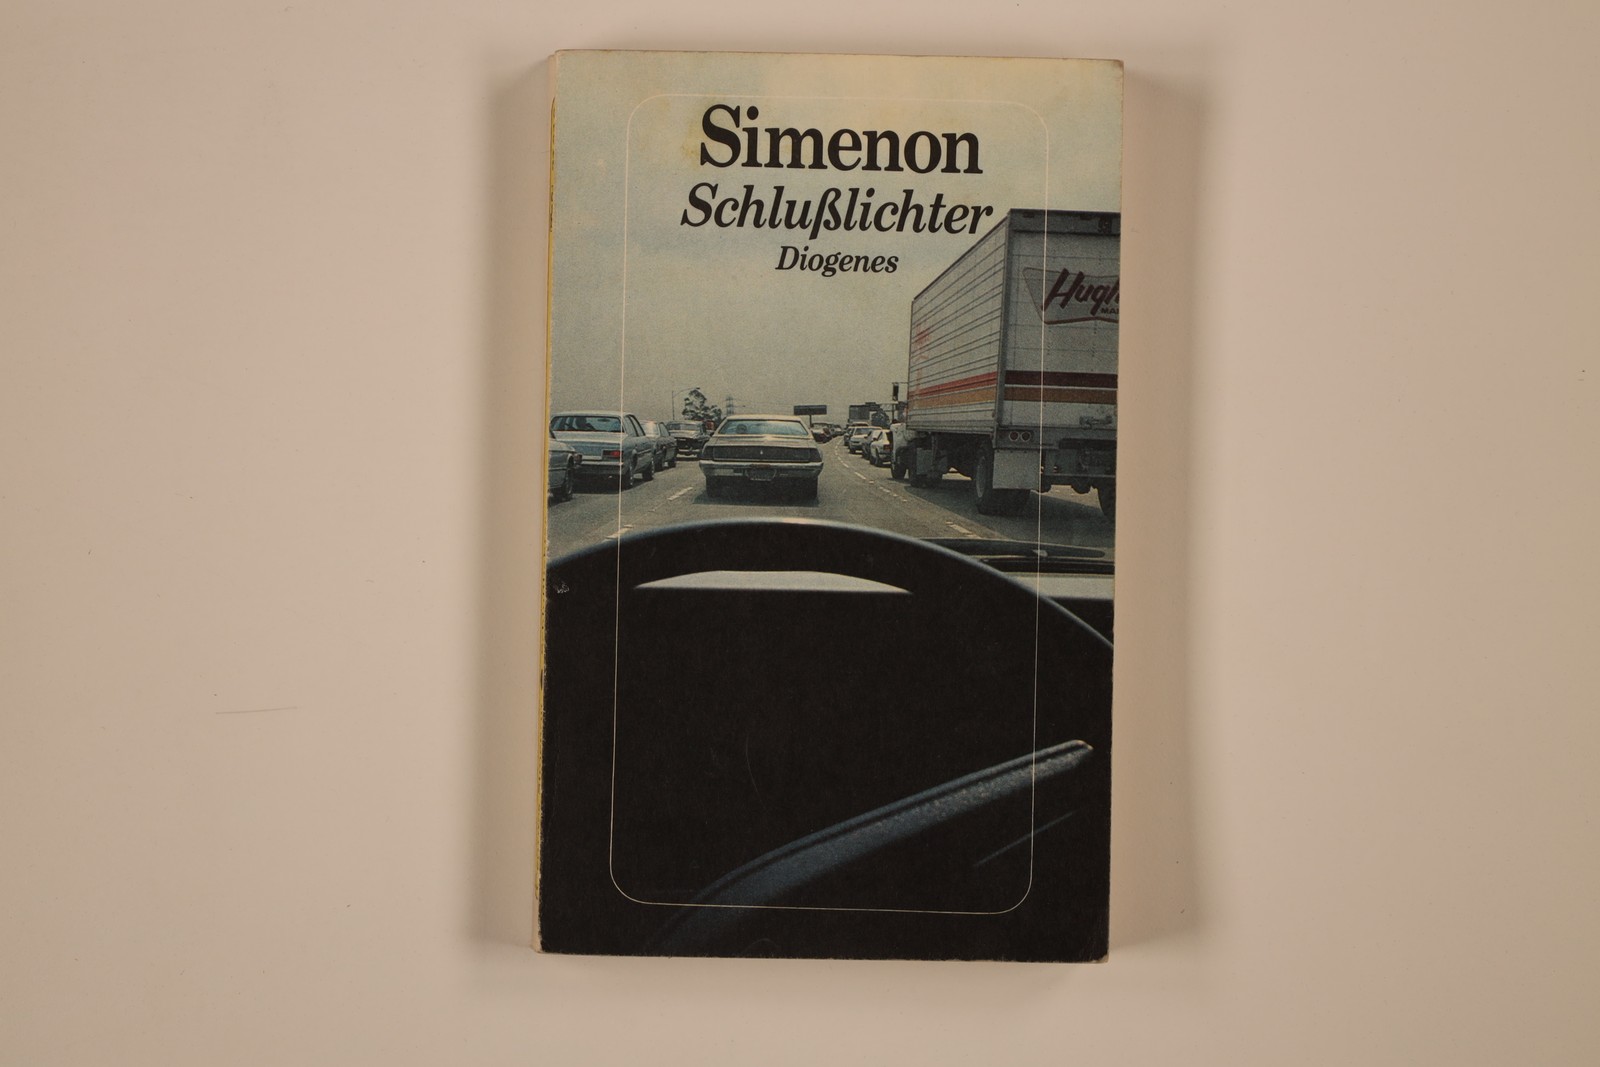 Simenon
Schlußlichter
Diogenes